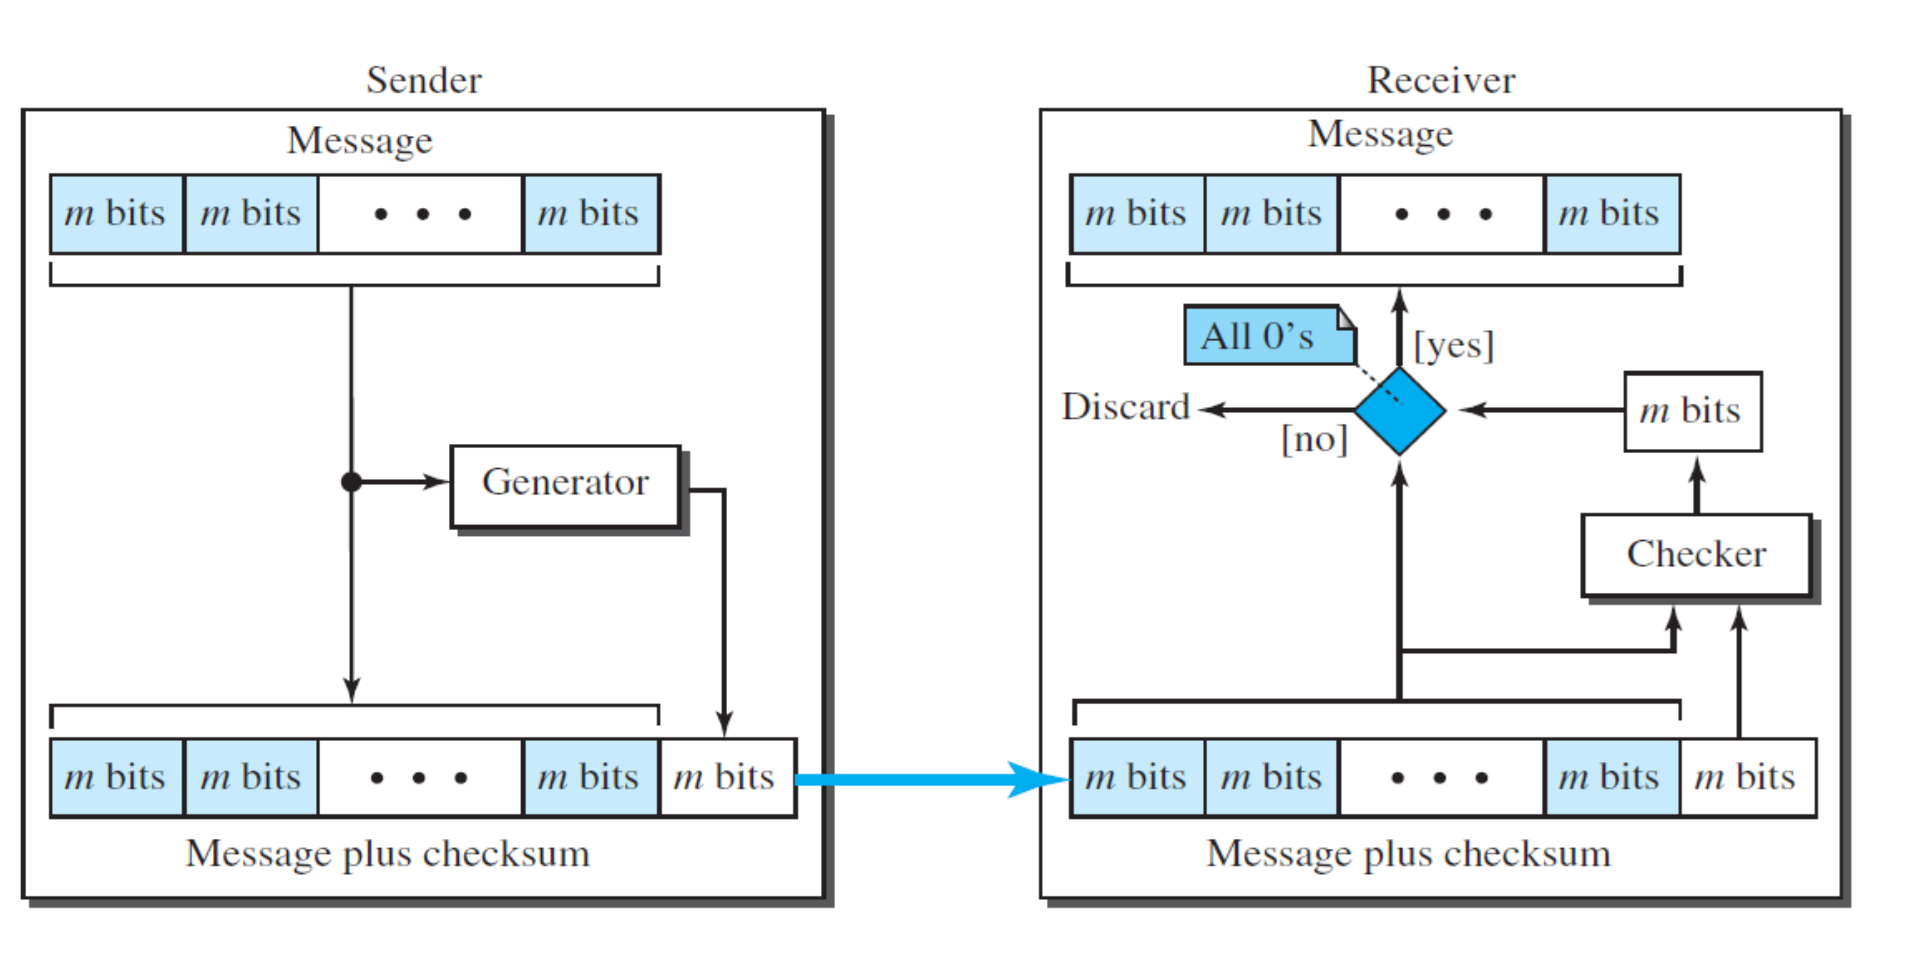 Sender
Message
m bits m bits • • • m bits
Generator
m bits m bits • • • m bits m bits
Message plus checksum
Receiver
Message
m bits m bits • • • m bits
All 0’s
[yes]
Discard
[no]
m bits
Checker
m bits m bits • • • m bits m bits
Message plus checksum